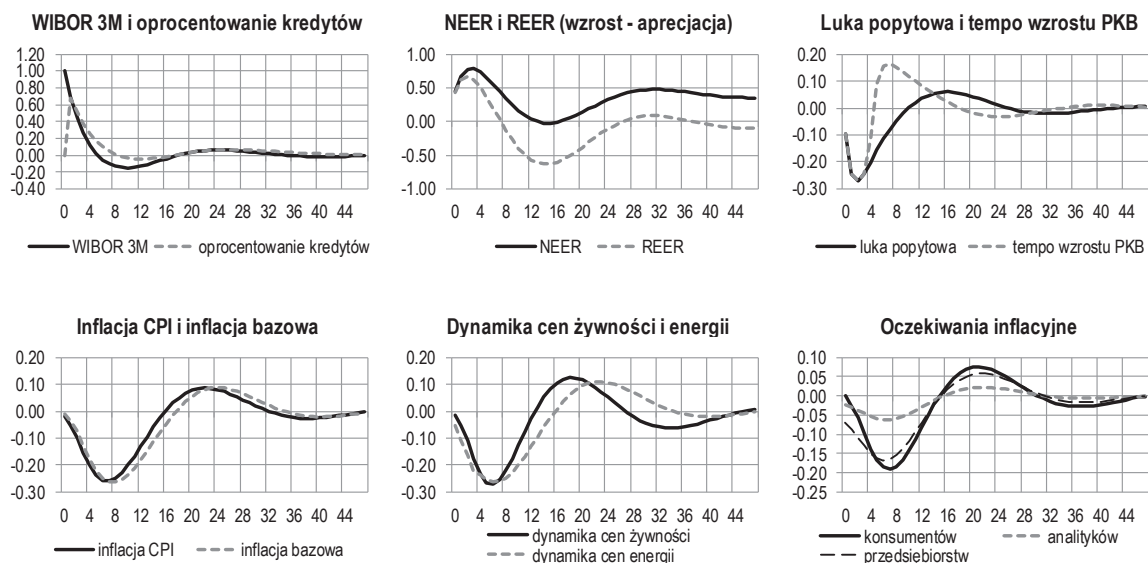 WIBOR 3M i oprocentowanie kredytów
1.20
1.00
0.80
0.60
0.40
0.20
0.00
-0.20
-0.40
0 4 8 12 16 20 24 28 32 36 40 44
WIBOR 3M oprocentowanie kredytów
NEER i REER (wzrost - aprecjacja)
1.00
0.50
0.00
-0.50
-1.00
0 4 8 12 16 20 24 28 32 36 40 44
NEER REER
Luka popytowa i tempo wzrostu PKB
0.20
0.10
0.00
-0.10
-0.20
-0.30
0 4 8 12 16 20 24 28 32 36 40 44
luka popytowa tempo wzrostu PKB
Inflacja CPI i inflacja bazowa
0.20
0.10
0.00
-0.10
-0.20
-0.30
0 4 8 12 16 20 24 28 32 36 40 44
inflacja CPI inflacja bazowa
Dynamika cen żywności i energii
0.20
0.10
0.00
-0.10
-0.20
-0.30
0 4 8 12 16 20 24 28 32 36 40 44
dynamika cen żywności
dynamika cen energii
Oczekiwania inflacyjne
0.10
0.05
0.00
-0.05
-0.10
-0.15
-0.20
-0.25
0 4 8 12 16 20 24 28 32 36 40 44
konsumentów analityków
przedsiebiorstw